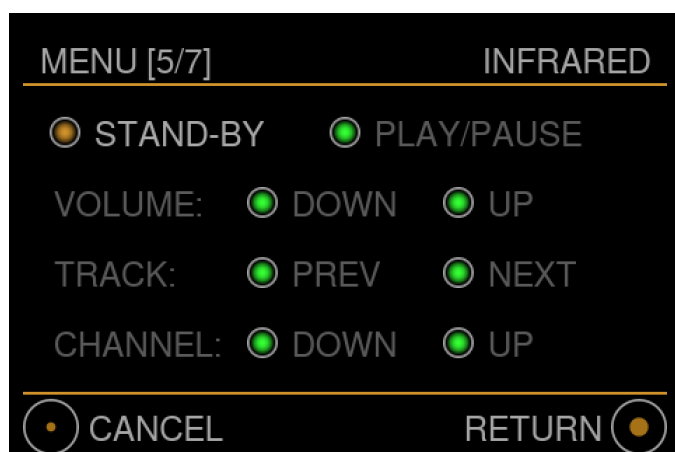 MENU [5/7] INFRARED
STAND-BY PLAY/PAUSE
VOLUME: DOWN UP
TRACK: PREV NEXT
CHANNEL: DOWN UP
CANCEL RETURN